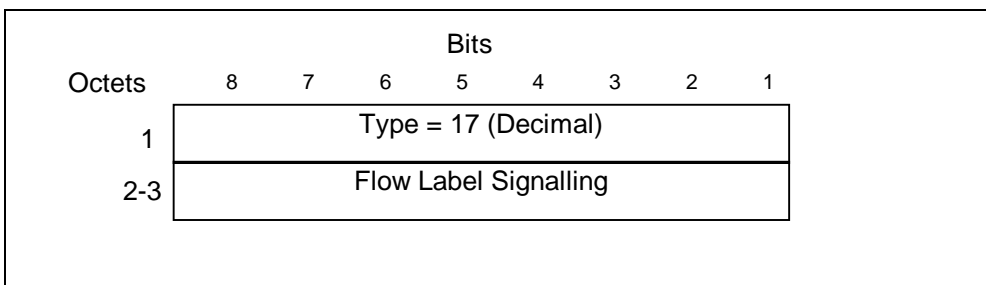 Bits
Octets 8 7 6 5 4 3 2 1
1 Type = 17 (Decimal)
2-3 Flow Label Signalling